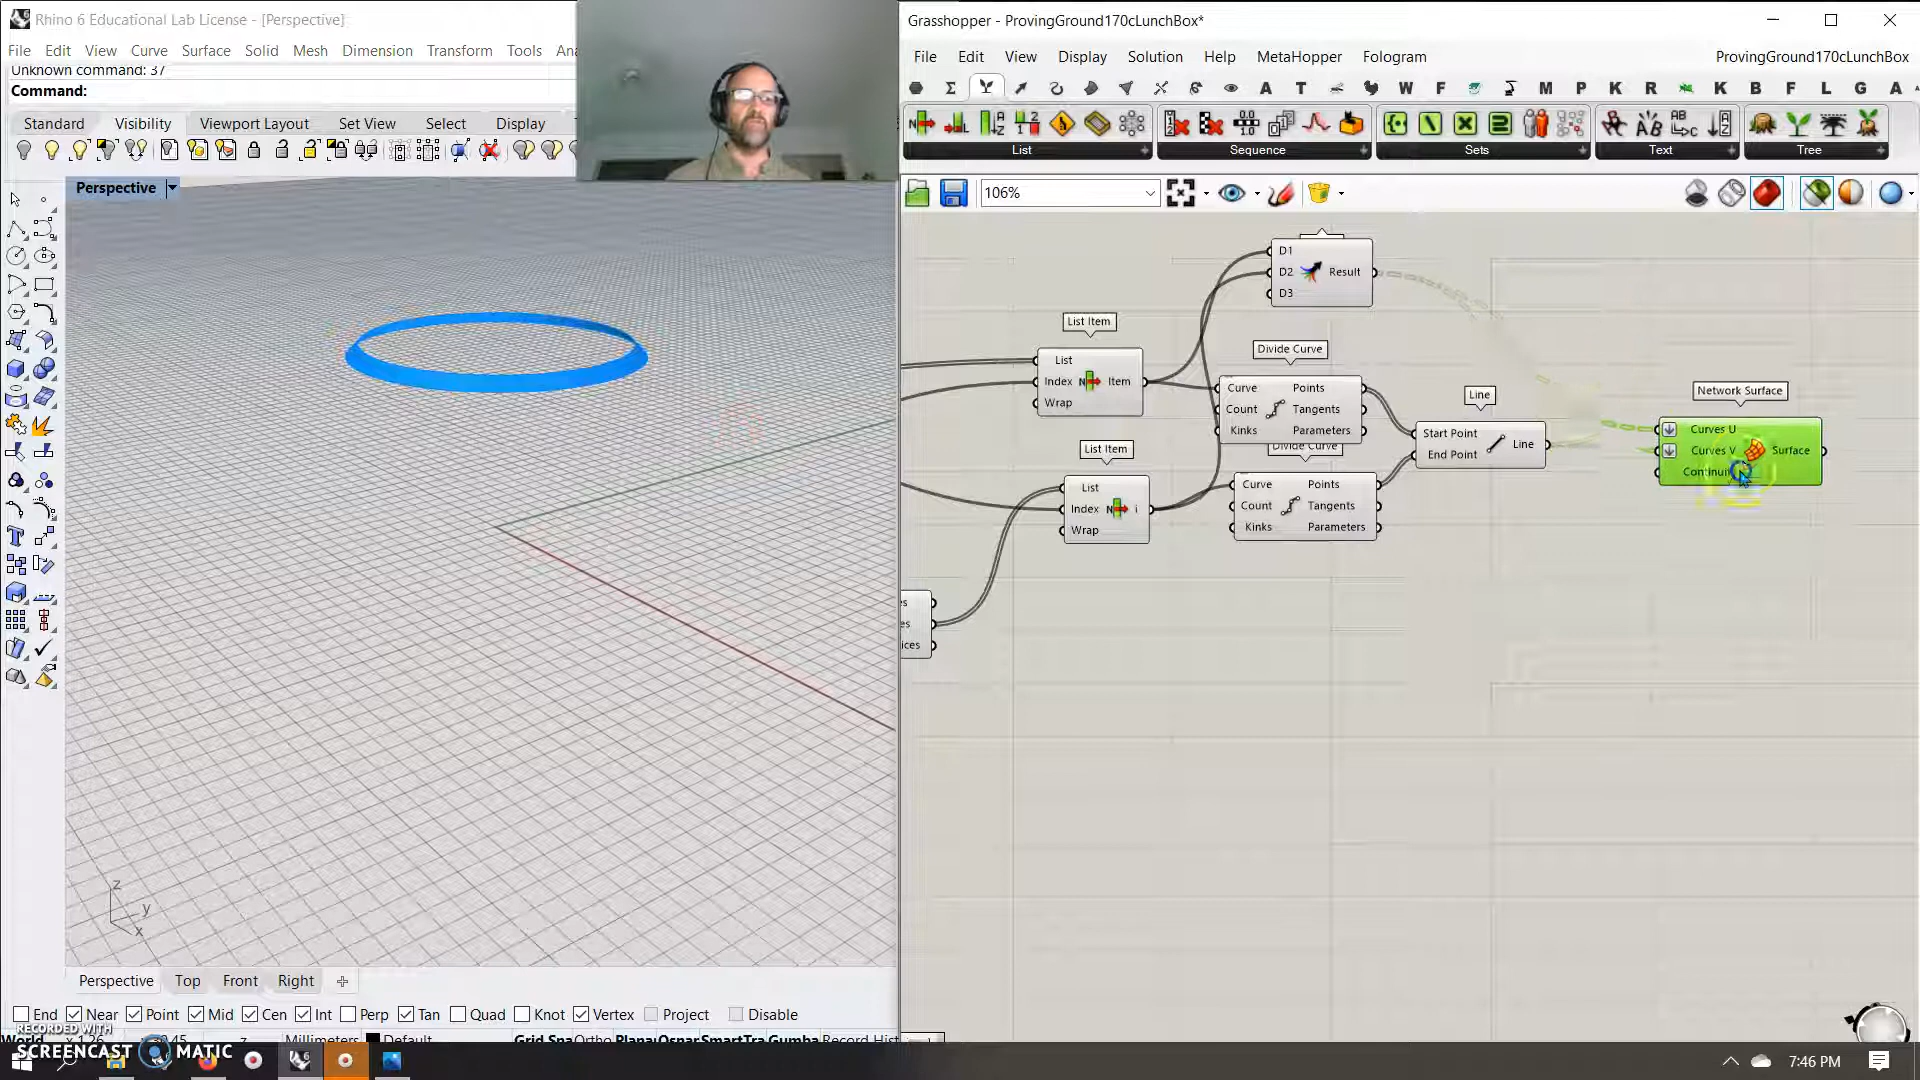 Rhino 6 Educational Lab License - [Perspective]
File Edit View Curve Surface Solid Mesh Dimension Transform Tools
Unknown command: 37
Command:
Standard Visibility Viewport Layout Set View Select Display
Perspective
z
y
x
Perspective Top Front Right
End Near Point Mid Cen Int Perp Tan Quad Knot Vertex Project Disable
RECORDED WITH
SCREENCAST MATIC
Millimeters Default
Grasshopper - ProvingGround170cLunchBox*
File Edit View Display Solution Help MetaHopper Fologram ProvingGround170cLunchBox
A T W F M P K R K B F L G A
List Sequence Sets Text Tree
106%
D1
D2 Result
D3
List Item
List
Index Item
Wrap
Divide Curve
Curve Points
Count Tangents
Kinks Parameters
Line
Start Point Line
End Point
Network Surface
Curves U
Curves V Surface
List Item
List
Index i
Wrap
Divide Curve
Curve Points
Count Tangents
Kinks Parameters
7:46 PM